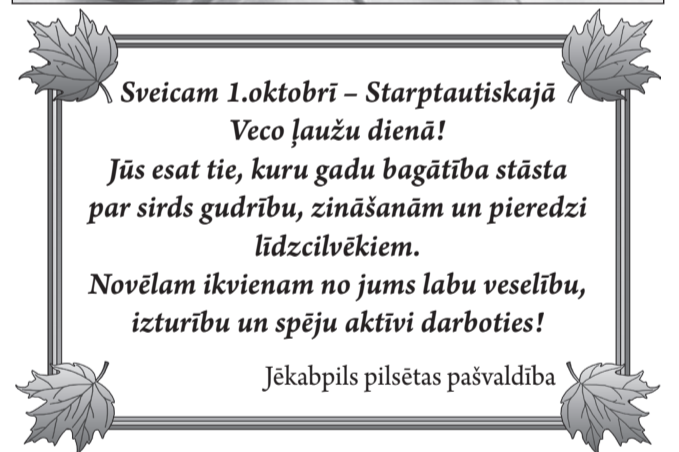 Sveicam 1.oktobrī – Starptautiskajā
Veco ļaužu dienā!
Jūs esat tie, kuru gadu bagātība stāsta
par sirds gudrību, zināšanām un pieredzi
līdzcilvēkiem.
Novēlam ikvienam no jums labu veselību,
izturību un spēju aktīvi darboties!
Jēkabpils pilsētas pašvaldība